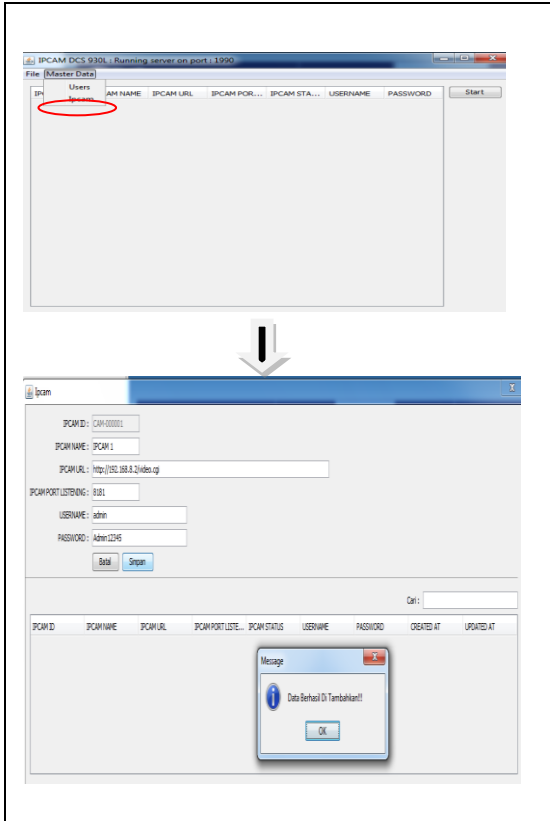 IPCAM DCS 930L : Running server on port : 1990
File Master Data
Users
Ipcam
IP AM NAME IPCAM URL IPCAM POR... IPCAM STA... USERNAME PASSWORD Start
Ipcam
IPCAM ID : CAM-000001
IPCAM NAME : IPCAM 1
IPCAM URL : http://192.168.8.2/video.cgi
IPCAM PORT LISTENING : 8181
USERNAME : admin
PASSWORD : Admin12345
Batal Simpan
Cari :
IPCAM ID IPCAM NAME IPCAM URL IPCAM PORT LISTE... IPCAM STATUS USERNAME PASSWORD CREATED AT UPDATED AT
Message
Data Berhasil Di Tambahkan!!!
OK